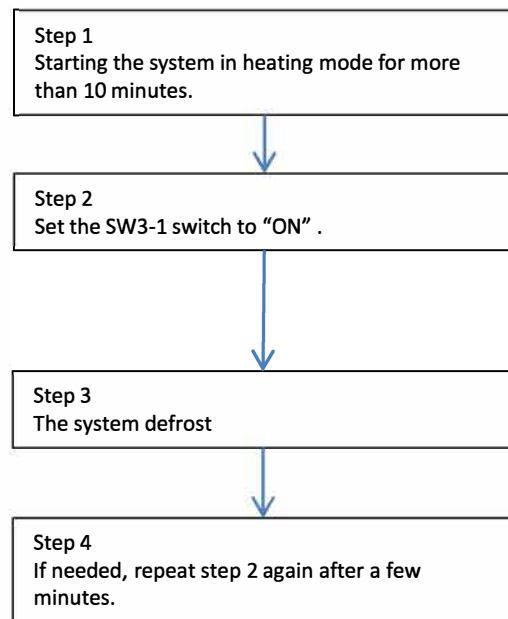 Step 1
Starting the system in heating mode for more
than 10 minutes.
Step 2
Set the SW3-1 switch to “ON” .
Step 3
The system defrost
Step 4
If needed, repeat step 2 again after a few
minutes.